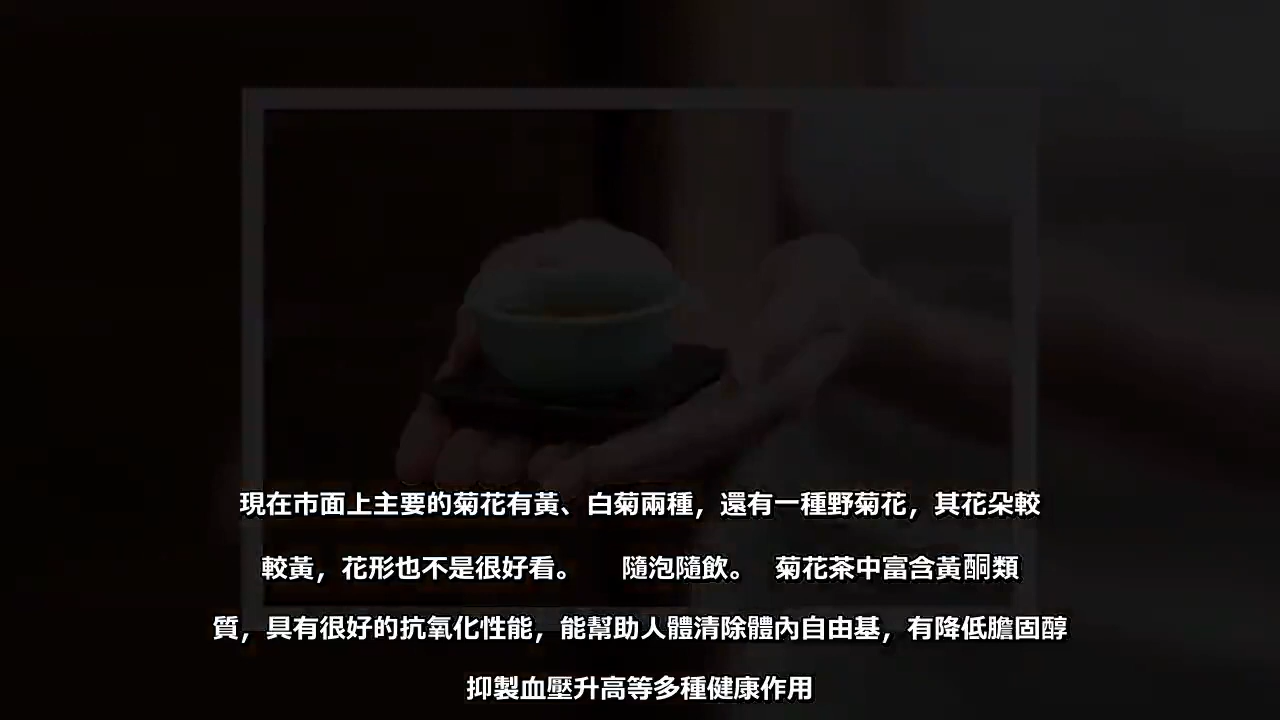 現在市面上主要的菊花有黃、白菊兩種，還有一種野菊花，其花朵較
較黃，花形也不是很好看。 隨泡隨飲。 菊花茶中富含黃酮類
質，具有很好的抗氧化性能，能幫助人體清除體內自由基，有降低膽固醇
抑製血壓升高等多種健康作用